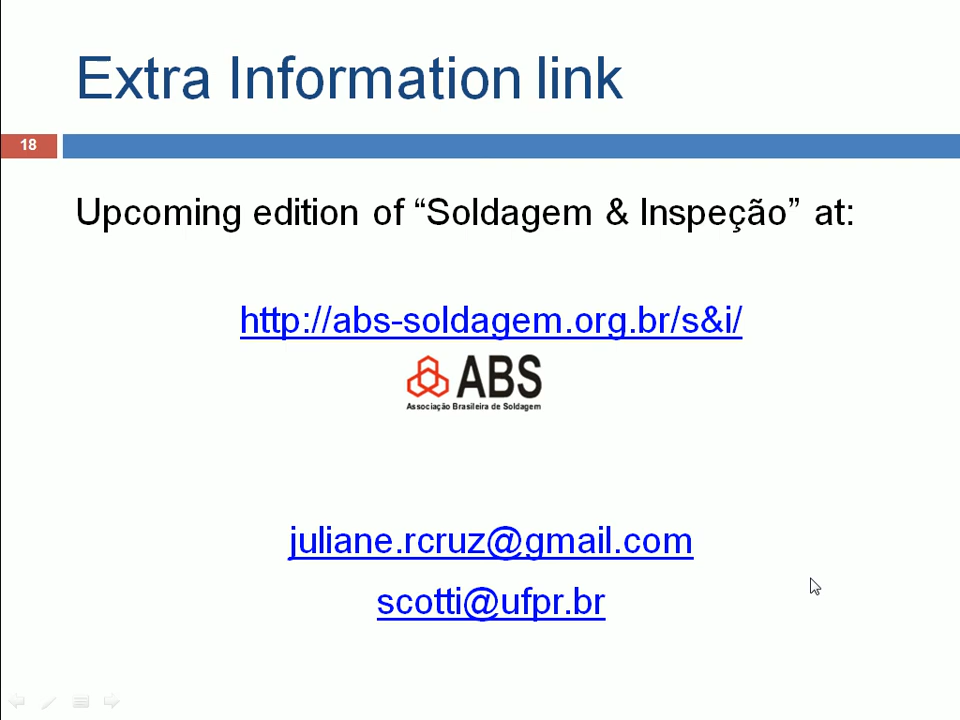 Extra Information link
18
Upcoming edition of “Soldagem & Inspeção” at:
http://abs-soldagem.org.br/s&i/
ABS
Associação Brasileira de Soldagem
juliane.rcruz@gmail.com
scotti@ufpr.br